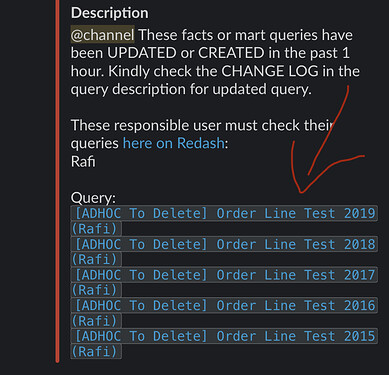 Description
@channel These facts or mart queries have
been UPDATED or CREATED in the past 1
hour. Kindly check the CHANGE LOG in the
query description for updated query.
These responsible user must check their
queries here on Redash:
Rafi
Query:
[ADHOC To Delete] Order Line Test 2019
(Rafi)
[ADHOC To Delete] Order Line Test 2018
(Rafi)
[ADHOC To Delete] Order Line Test 2017
(Rafi)
[ADHOC To Delete] Order Line Test 2016
(Rafi)
[ADHOC To Delete] Order Line Test 2015
(Rafi)